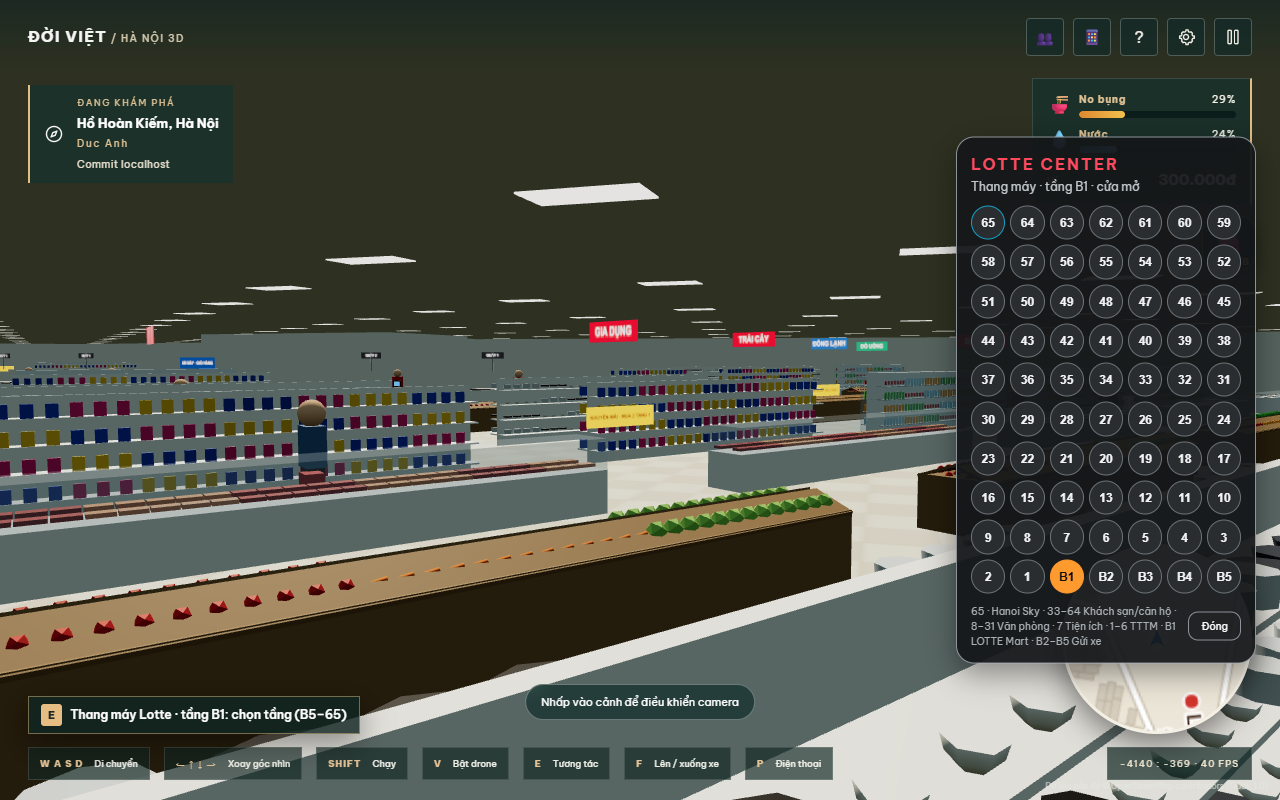 ĐỜI VIỆT / HÀ NỘI 3D
?
ĐANG KHÁM PHÁ
Hồ Hoàn Kiếm, Hà Nội
Duc Anh
Commit localhost
No bụng 29%
Nước 24%
300.000đ
LOTTE CENTER
Thang máy · tầng B1 · cửa mở
65 64 63 62 61 60 59
58 57 56 55 54 53 52
51 50 49 48 47 46 45
44 43 42 41 40 39 38
37 36 35 34 33 32 31
30 29 28 27 26 25 24
23 22 21 20 19 18 17
16 15 14 13 12 11 10
9 8 7 6 5 4 3
2 1 B1 B2 B3 B4 B5
65 · Hanoi Sky · 33–64 Khách sạn/căn hộ ·
8–31 Văn phòng · 7 Tiện ích · 1–6 TTTM · B1
LOTTE Mart · B2–B5 Gửi xe
Đóng
GIA DỤNG
TRÁI CÂY
ĐÔNG LẠNH
ĐỒ UỐNG
E Thang máy Lotte · tầng B1: chọn tầng (B5–65)
Nhấp vào cảnh để điều khiển camera
W A S D Di chuyển
←↑↓→ Xoay góc nhìn
SHIFT Chạy
V Bật drone
E Tương tác
F Lên / xuống xe
P Điện thoại
-4140 : -369 · 40 FPS